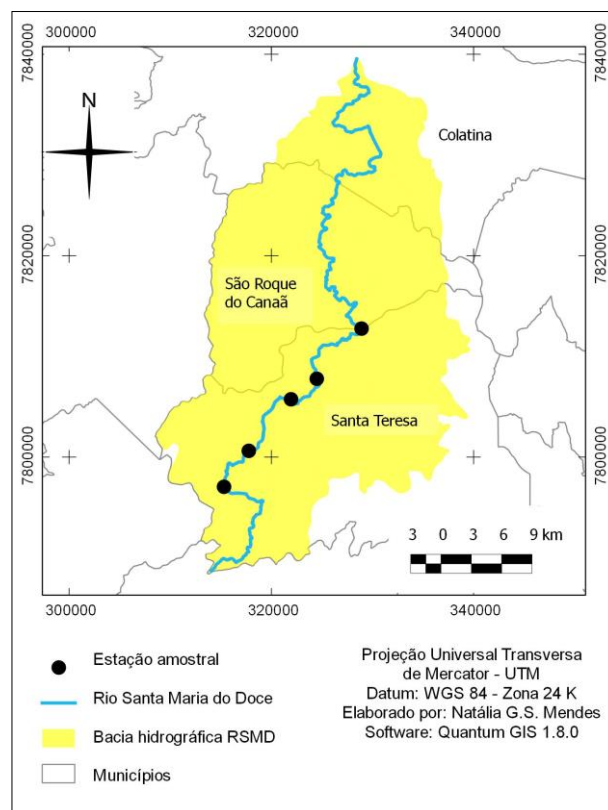 300000 320000 340000
7840000
7840000
N
Colatina
7820000
7820000
São Roque
do Canaã
Santa Teresa
7800000
7800000
3 0 3 6 9 km
300000 320000 340000
Estação amostral
Rio Santa Maria do Doce
Bacia hidrográfica RSMD
Municípios
Projeção Universal Transversa
de Mercator - UTM
Datum: WGS 84 - Zona 24 K
Elaborado por: Natália G.S. Mendes
Software: Quantum GIS 1.8.0